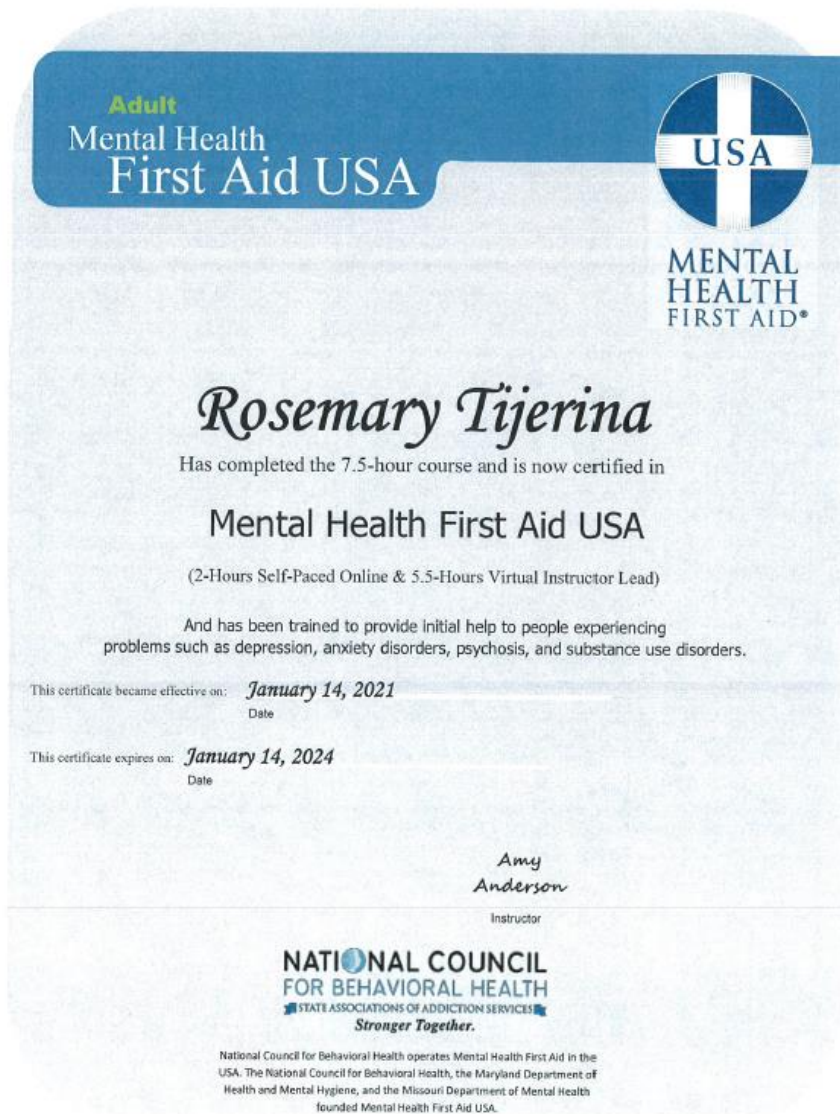 Adult
Mental Health
First Aid USA
USA
MENTAL
HEALTH
FIRST AID®
Rosemary Tijerina
Has completed the 7.5-hour course and is now certified in
Mental Health First Aid USA
(2-Hours Self-Paced Online & 5.5-Hours Virtual Instructor Lead)
And has been trained to provide initial help to people experiencing
problems such as depression, anxiety disorders, psychosis, and substance use disorders.
This certificate became effective on: January 14, 2021
Date
This certificate expires on: January 14, 2024
Date
Amy
Anderson
Instructor
NATIONAL COUNCIL
FOR BEHAVIORAL HEALTH
STATE ASSOCIATIONS OF ADDICTION SERVICES
Stronger Together.
National Council for Behavioral Health operates Mental Health First Aid in the
USA. The National Council for Behavioral Health, the Maryland Department of
Health and Mental Hygiene, and the Missouri Department of Mental Health
founded Mental Health First Aid USA.